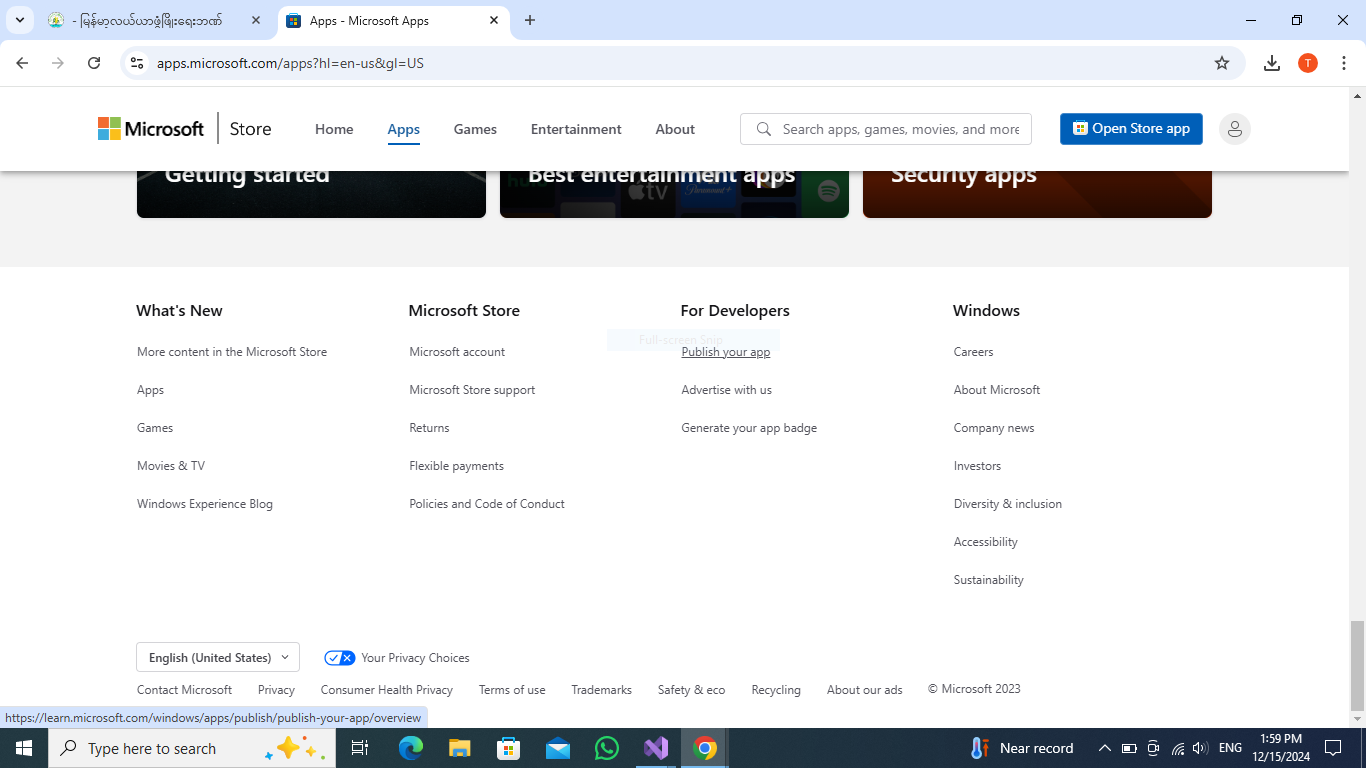 - မြန်မာ့လယ်ယာဖွံ့ဖြိုးရေးဘဏ်
Apps - Microsoft Apps
apps.microsoft.com/apps?hl=en-us&gl=US
T
Microsoft
Store
Home
Apps
Games
Entertainment
About
Search apps, games, movies, and more
Open Store app
Getting started
Best entertainment apps
Security apps
hulu
tv
Paramount+
What's New
More content in the Microsoft Store
Apps
Games
Movies & TV
Windows Experience Blog
Microsoft Store
Microsoft account
Microsoft Store support
Returns
Flexible payments
Policies and Code of Conduct
For Developers
Full-screen Snip
Publish your app
Advertise with us
Generate your app badge
Windows
Careers
About Microsoft
Company news
Investors
Diversity & inclusion
Accessibility
Sustainability
English (United States)
Your Privacy Choices
Contact Microsoft
Privacy
Consumer Health Privacy
Terms of use
Trademarks
Safety & eco
Recycling
About our ads
© Microsoft 2023
https://learn.microsoft.com/windows/apps/publish/publish-your-app/overview
Type here to search
Near record
ENG
1:59 PM
12/15/2024